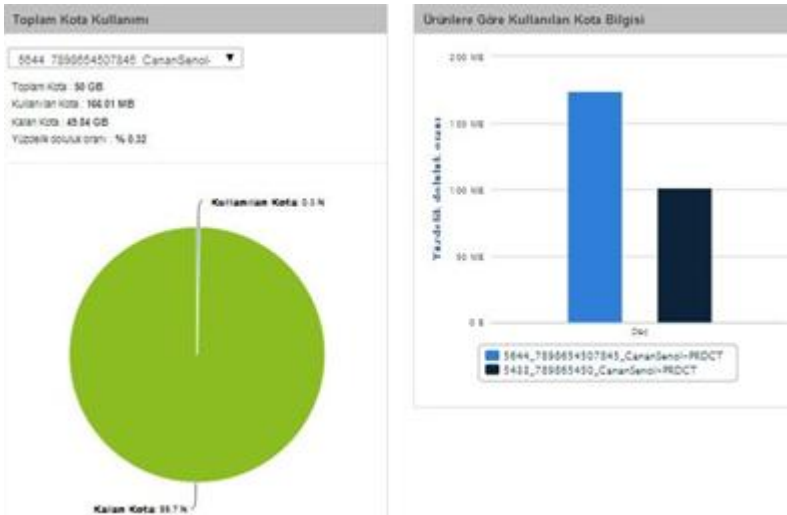 Toplam Kota Kullanımı
5644_7898654507845_CananSenol-
Toplam Kota : 50 GB
Kullanılan Kota : 166.01 MB
Kalan Kota : 49.84 GB
Yüzdelik doluluk oranı : % 0.32
Kullanılan Kota: 0.3 %
Kalan Kota: 99.7 %
Ürünlere Göre Kullanılan Kota Bilgisi
Yüzdelik doluluk oranı
200 MB
150 MB
100 MB
50 MB
0 B
5644_7898654507845_CananSenol-PRDCT
5433_789865450_CananSenol-PRDCT